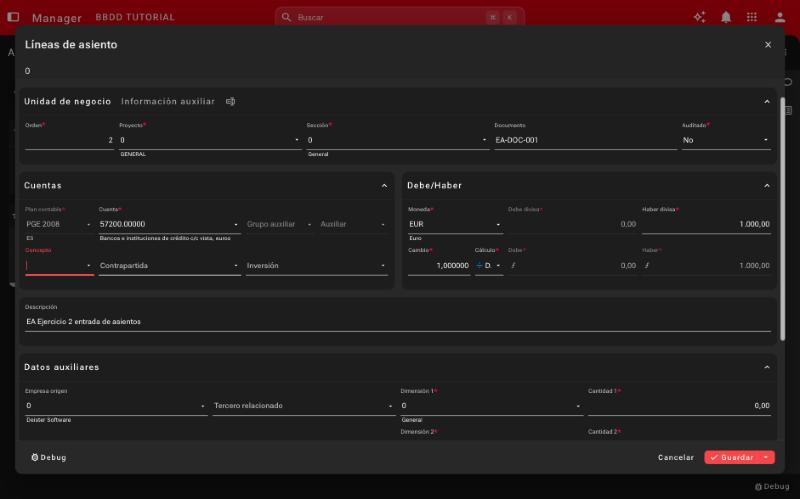 Manager BBDD TUTORIAL Buscar ⌘ K
Líneas de asiento
0
Unidad de negocio Información auxiliar
Orden* Proyecto* Sección* Documento Auditado*
2 0 0 EA-DOC-001 No
GENERAL General
Cuentas Debe/Haber
Plan contable* Cuenta* Moneda* Debe divisa* Haber divisa*
PGE 2008 57200.00000 Grupo auxiliar Auxiliar EUR 0,00 1.000,00
ES Bancos e instituciones de crédito c/c vista, euros Euro
Concepto Cambio* Cálculo* Debe* Haber*
Contrapartida Inversión 1,000000 ÷ D. 0,00 1.000,00
Descripción
EA Ejercicio 2 entrada de asientos
Datos auxiliares
Empresa origen Dimensión 1* Cantidad 1*
0 Tercero relacionado 0 0,00
Deister Software General
Dimensión 2* Cantidad 2*
Debug Cancelar Guardar
Debug